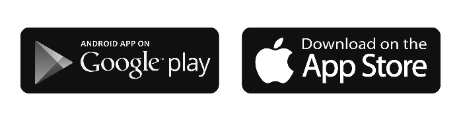 ANDROID APP ON
Google play
Download on the
App Store